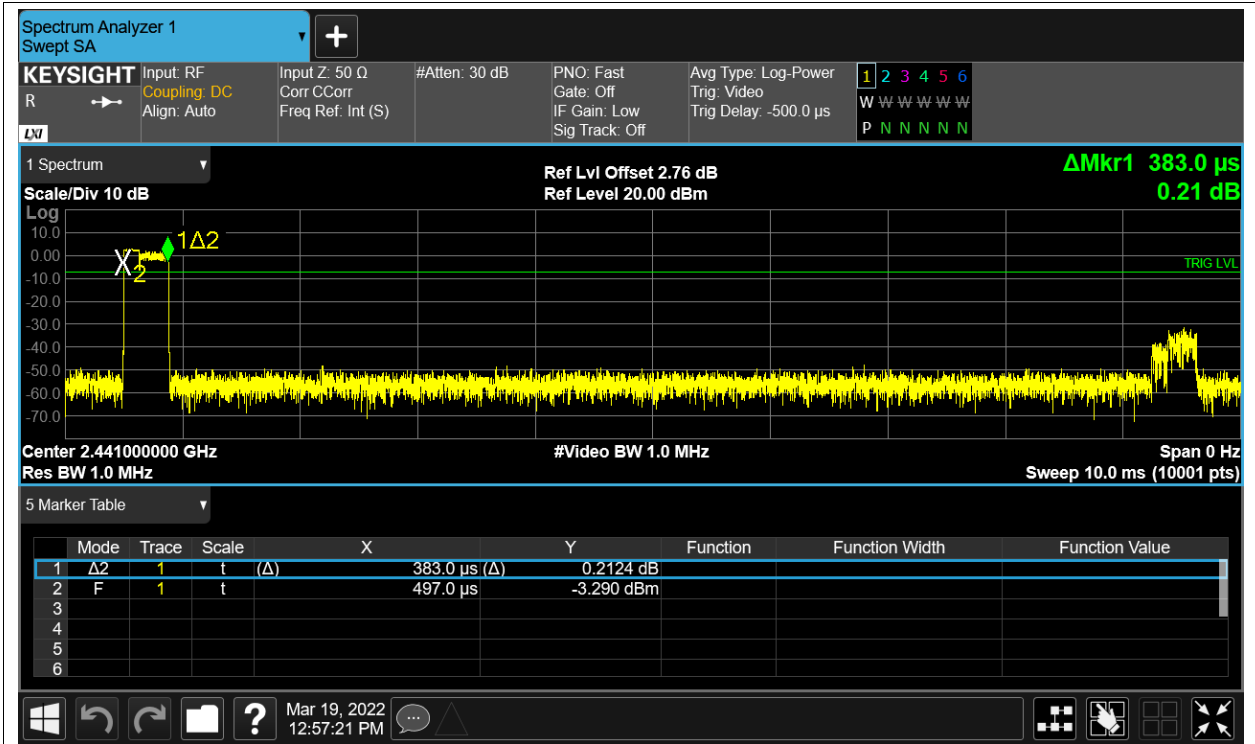 Spectrum Analyzer 1
Swept SA
KEYSIGHT Input: RF Input Z: 50 Ω #Atten: 30 dB PNO: Fast Avg Type: Log-Power 1 2 3 4 5 6
R Coupling: DC Corr CCorr Gate: Off Trig: Video W W W W W W
Align: Auto Freq Ref: Int (S) IF Gain: Low Trig Delay: -500.0 µs
LXI Sig Track: Off P N N N N N
1 Spectrum Ref Lvl Offset 2.76 dB ΔMkr1 383.0 µs
Scale/Div 10 dB Ref Level 20.00 dBm 0.21 dB
Log
10.0 1Δ2
0.00 X
TRIG LVL
-10.0 2
-20.0
-30.0
-40.0
-50.0
-60.0
-70.0
Center 2.441000000 GHz #Video BW 1.0 MHz Span 0 Hz
Res BW 1.0 MHz Sweep 10.0 ms (10001 pts)
5 Marker Table
Mode Trace Scale X Y Function Function Width Function Value
1 Δ2 1 t (Δ) 383.0 µs (Δ) 0.2124 dB
2 F 1 t 497.0 µs -3.290 dBm
3
4
5
6
? Mar 19, 2022
12:57:21 PM